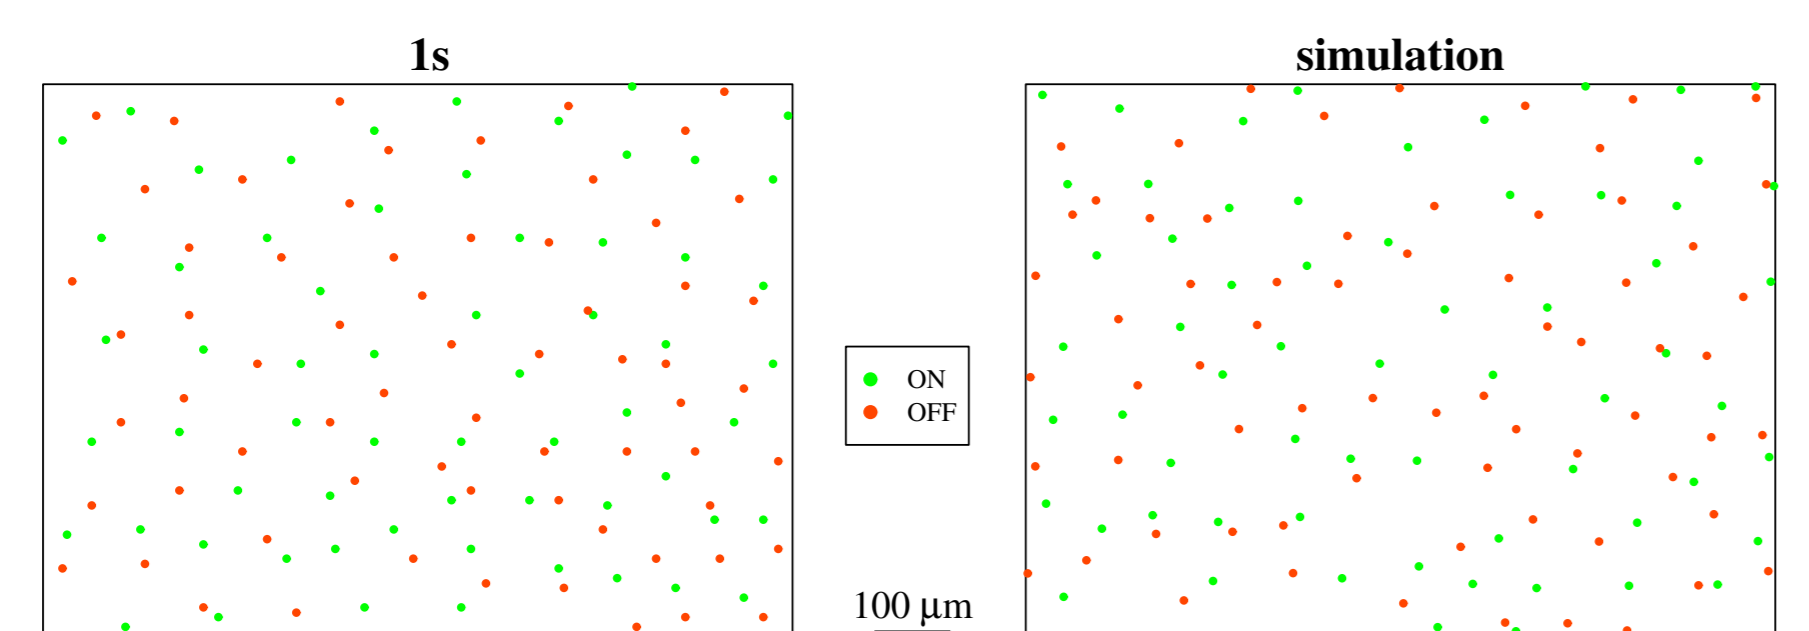 1s
simulation
ON
OFF
100 μm